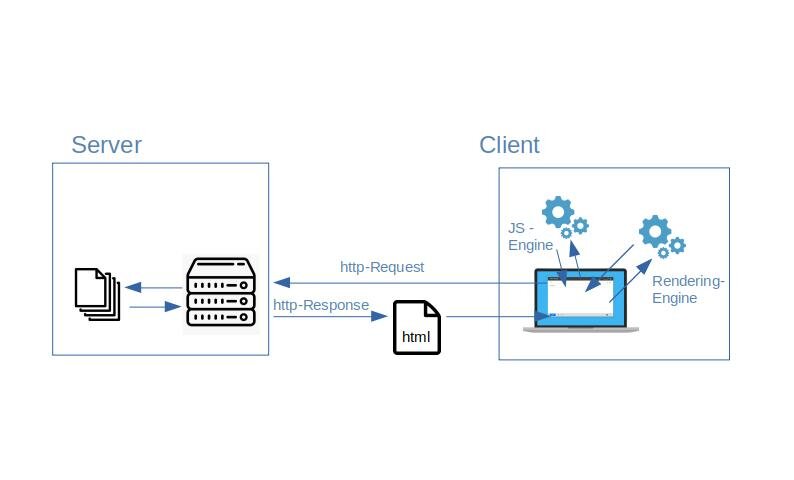 Server
Client
JS -
Engine
http-Request
Rendering-
Engine
http-Response
html